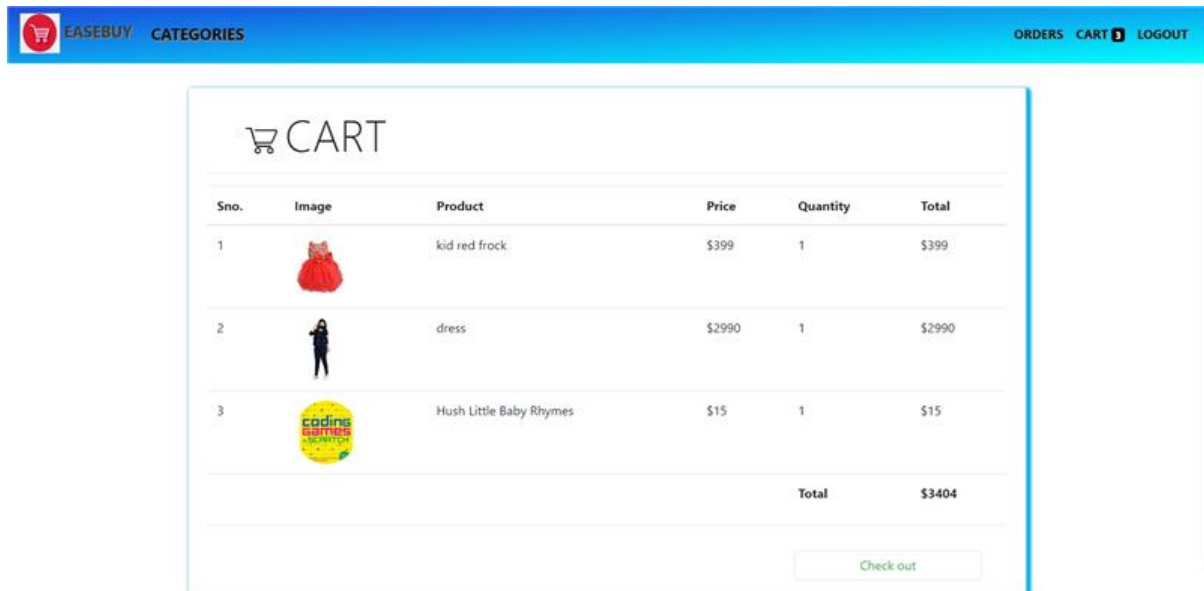 EASEBUY CATEGORIES ORDERS CART 3 LOGOUT
CART
Sno. Image Product Price Quantity Total
1 kid red frock $399 1 $399
2 dress $2990 1 $2990
3 Hush Little Baby Rhymes $15 1 $15
coding
games
in SCRATCH
Total $3404
Check out